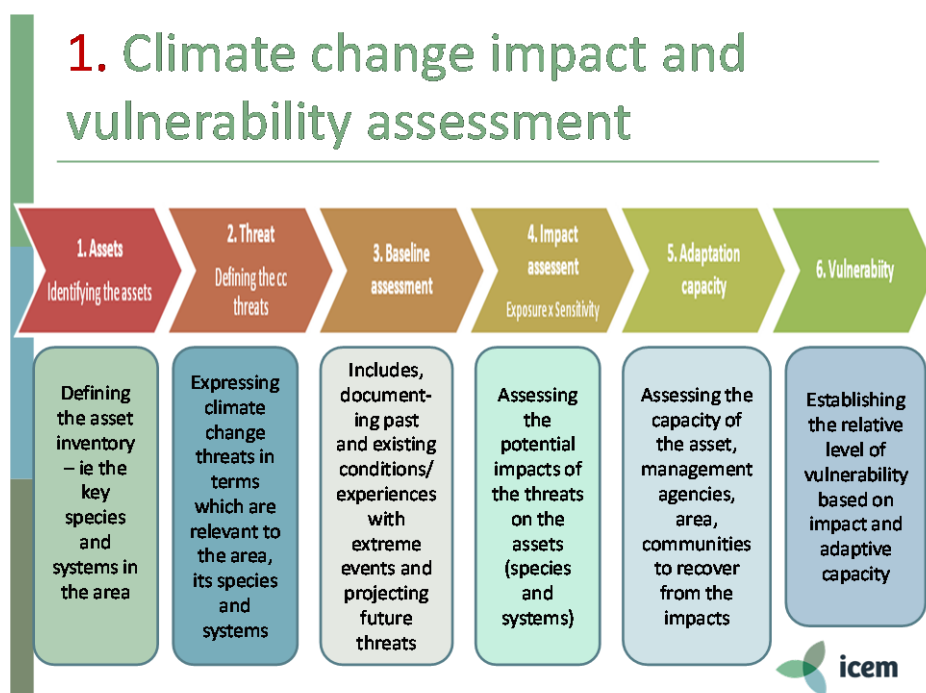 1. Climate change impact and
vulnerability assessment
1. Assets
Identifying the assets
2. Threat
Defining the cc
threats
3. Baseline
assessment
4. Impact
assessent
Exposure x Sensitivity
5. Adaptation
capacity
6. Vulnerabiity
Defining
the asset
inventory
– ie the
key
species
and
systems in
the area
Expressing
climate
change
threats in
terms
which are
relevant to
the area,
its species
and
systems
Includes,
document-
ing past
and existing
conditions/
experiences
with
extreme
events and
projecting
future
threats
Assessing
the
potential
impacts of
the threats
on the
assets
(species
and
systems)
Assessing the
capacity of
the asset,
management
agencies,
area,
communities
to recover
from the
impacts
Establishing
the relative
level of
vulnerability
based on
impact and
adaptive
capacity
icem